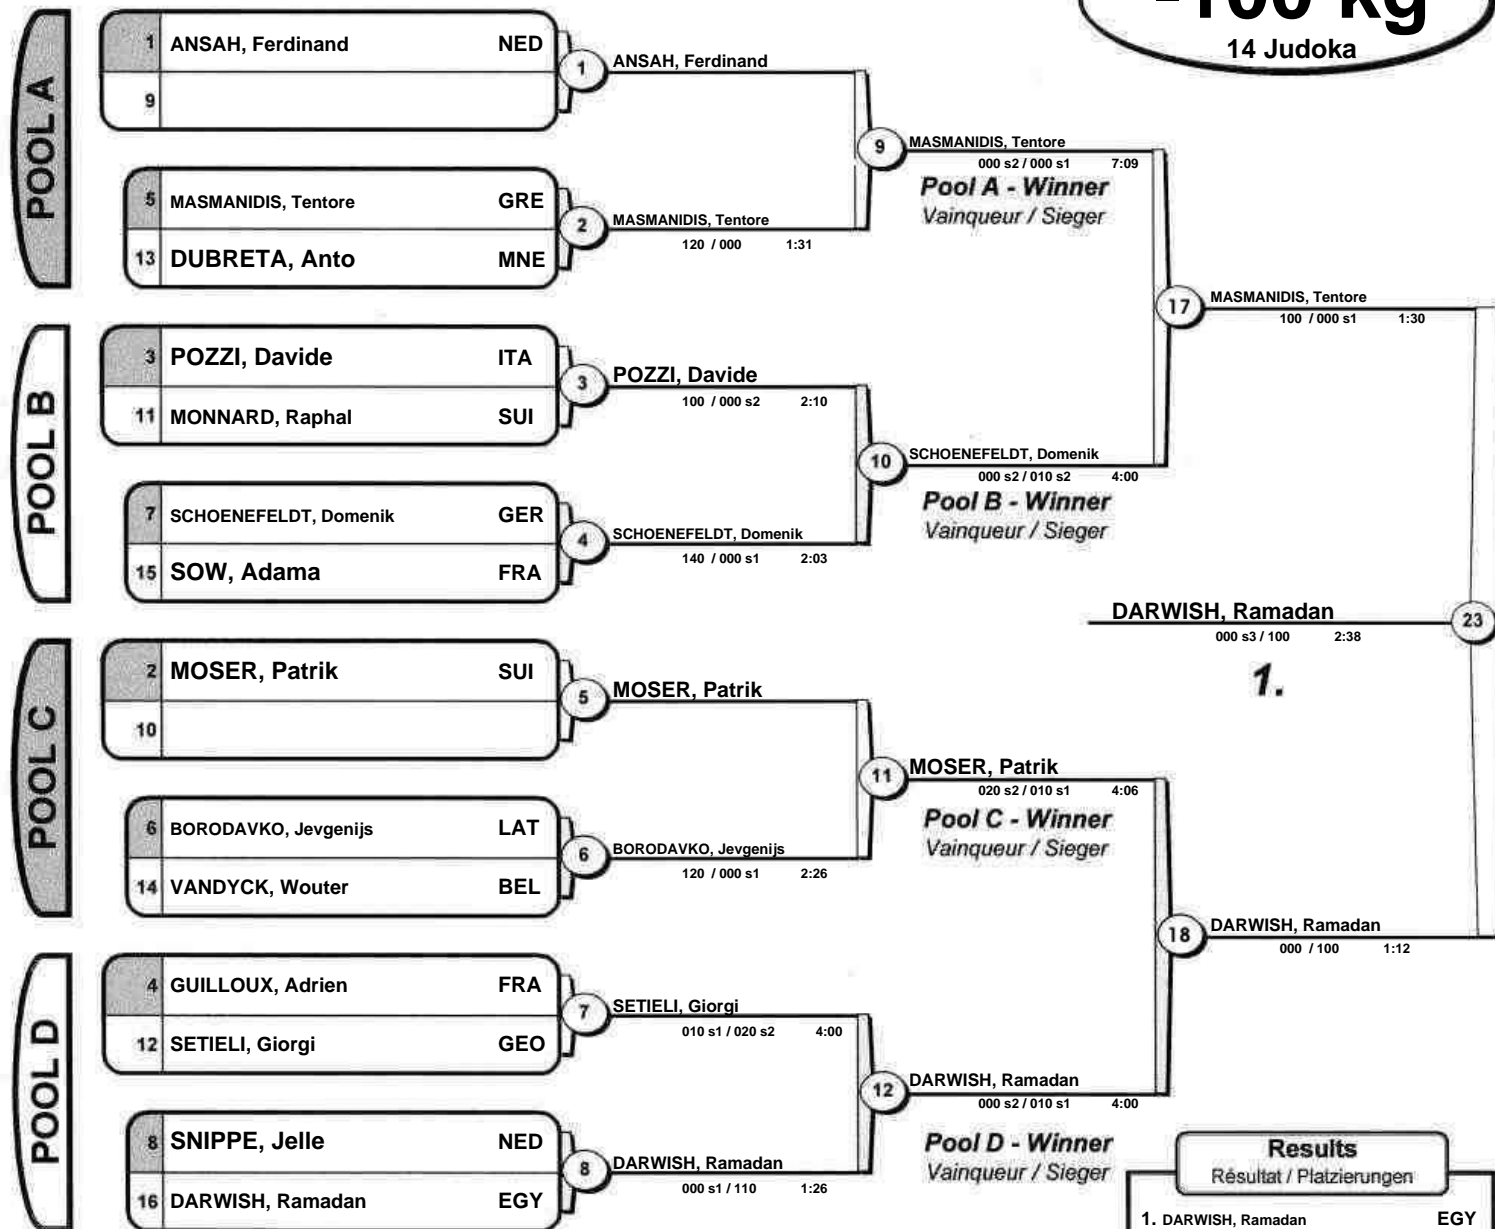 -100 kg
14 Judoka
POOL A
1 ANSAH, Ferdinand NED
9
1 ANSAH, Ferdinand
5 MASMANIDIS, Tentore GRE
13 DUBRETA, Anto MNE
2 MASMANIDIS, Tentore
120 / 000 1:31
9 MASMANIDIS, Tentore
000 s2 / 000 s1 7:09
Pool A - Winner
Vainqueur / Sieger
POOL B
3 POZZI, Davide ITA
11 MONNARD, Raphal SUI
3 POZZI, Davide
100 / 000 s2 2:10
7 SCHOENEFELDT, Domenik GER
15 SOW, Adama FRA
4 SCHOENEFELDT, Domenik
140 / 000 s1 2:03
10 SCHOENEFELDT, Domenik
000 s2 / 010 s2 4:00
Pool B - Winner
Vainqueur / Sieger
17 MASMANIDIS, Tentore
100 / 000 s1 1:30
DARWISH, Ramadan 23
000 s3 / 100 2:38
1.
POOL C
2 MOSER, Patrik SUI
10
5 MOSER, Patrik
6 BORODAVKO, Jevgenijs LAT
14 VANDYCK, Wouter BEL
6 BORODAVKO, Jevgenijs
120 / 000 s1 2:26
11 MOSER, Patrik
020 s2 / 010 s1 4:06
Pool C - Winner
Vainqueur / Sieger
POOL D
4 GUILLOUX, Adrien FRA
12 SETIELI, Giorgi GEO
7 SETIELI, Giorgi
010 s1 / 020 s2 4:00
8 SNIPPE, Jelle NED
16 DARWISH, Ramadan EGY
8 DARWISH, Ramadan
000 s1 / 110 1:26
12 DARWISH, Ramadan
000 s2 / 010 s1 4:00
Pool D - Winner
Vainqueur / Sieger
18 DARWISH, Ramadan
000 / 100 1:12
Results
Résultat / Platzierungen
1. DARWISH, Ramadan EGY